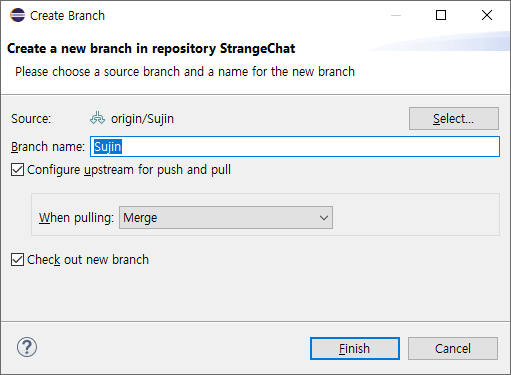 Create Branch
Create a new branch in repository StrangeChat
Please choose a source branch and a name for the new branch
Source: origin/Sujin Select...
Branch name: Sujin
Configure upstream for push and pull
When pulling: Merge
Check out new branch
? Finish Cancel